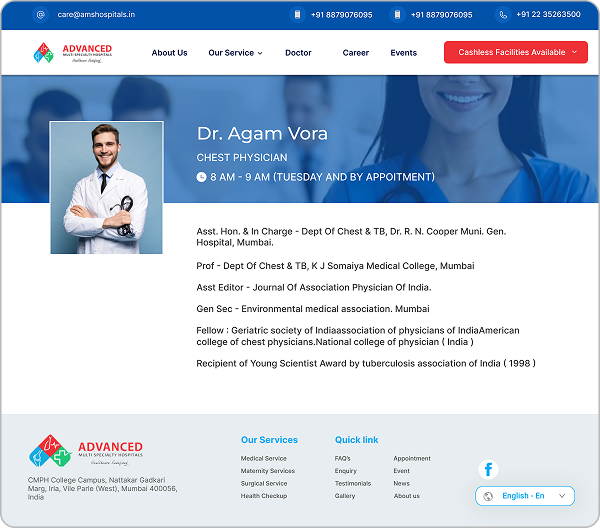 care@amshospitals.in
+91 8879076095
+91 8879076095
+91 22 35263500
ADVANCED
MULTI SPECIALTY HOSPITALS
Healthcare Gateway..
About Us
Our Service
Doctor
Career
Events
Cashless Facilities Available
Dr. Agam Vora
CHEST PHYSICIAN
8 AM - 9 AM (TUESDAY AND BY APPOITMENT)
Asst. Hon. & In Charge - Dept Of Chest & TB, Dr. R. N. Cooper Muni. Gen.
Hospital, Mumbai.
Prof - Dept Of Chest & TB, K J Somaiya Medical College, Mumbai
Asst Editor - Journal Of Association Physician Of India.
Gen Sec - Environmental medical association. Mumbai
Fellow : Geriatric society of Indiaassociation of physicians of IndiaAmerican
college of chest physicians.National college of physician ( India )
Recipient of Young Scientist Award by tuberculosis association of India ( 1998 )
ADVANCED
MULTI SPECIALTY HOSPITALS
CMPH College Campus, Nattakar Gadkari
Marg, Irla, Vile Parle (West), Mumbai 400056,
India
Our Services
Medical Service
Maternity Services
Surgical Service
Health Checkup
Quick link
FAQ's
Enquiry
Testimonials
Gallery
Appointment
Event
News
About us
English - En